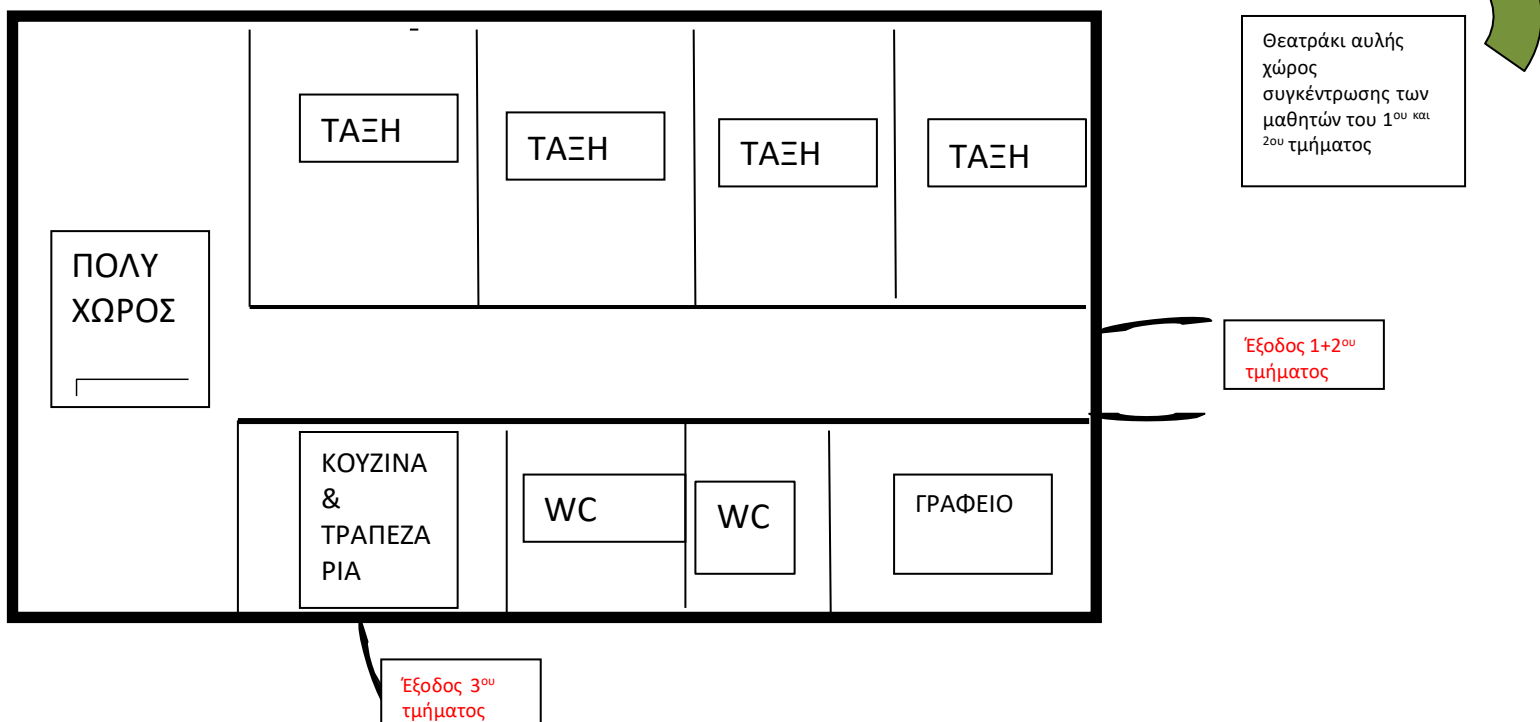 Θεατράκι αυλής
χώρος
συγκέντρωσης των
μαθητών του 1ου και
2ου τμήματος
ΤΑΞΗ
ΤΑΞΗ
ΤΑΞΗ
ΤΑΞΗ
ΠΟΛΥ
ΧΩΡΟΣ
Έξοδος 1+2ου
τμήματος
ΚΟΥΖΙΝΑ
&
ΤΡΑΠΕΖΑ
ΡΙΑ
WC
WC
ΓΡΑΦΕΙΟ
Έξοδος 3ου
τμήματος